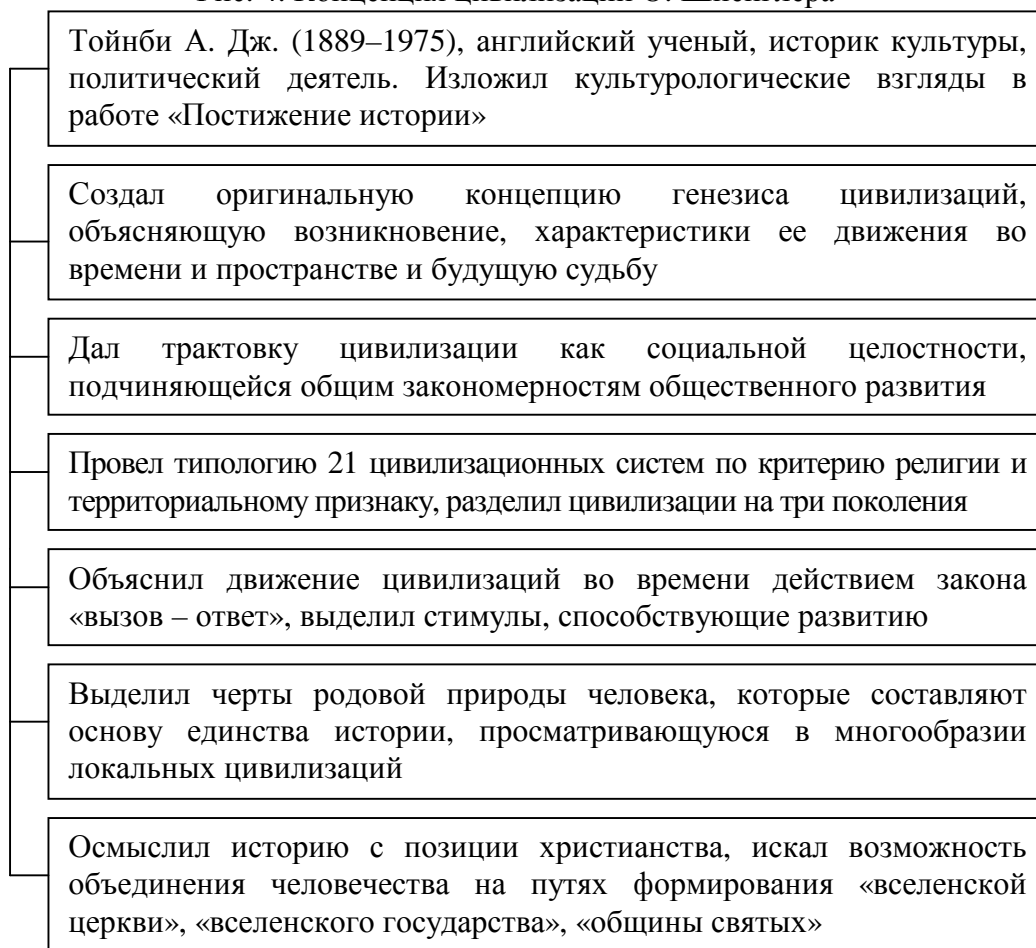 Рис. 4. Концепция цивилизаций О. Шпенглера
Тойнби А. Дж. (1889–1975), английский ученый, историк культуры,
политический деятель. Изложил культурологические взгляды в
работе «Постижение истории»
Создал оригинальную концепцию генезиса цивилизаций,
объясняющую возникновение, характеристики ее движения во
времени и пространстве и будущую судьбу
Дал трактовку цивилизации как социальной целостности,
подчиняющейся общим закономерностям общественного развития
Провел типологию 21 цивилизационных систем по критерию религии и
территориальному признаку, разделил цивилизации на три поколения
Объяснил движение цивилизаций во времени действием закона
«вызов – ответ», выделил стимулы, способствующие развитию
Выделил черты родовой природы человека, которые составляют
основу единства истории, просматривающуюся в многообразии
локальных цивилизаций
Осмыслил историю с позиции христианства, искал возможность
объединения человечества на путях формирования «вселенской
церкви», «вселенского государства», «общины святых»